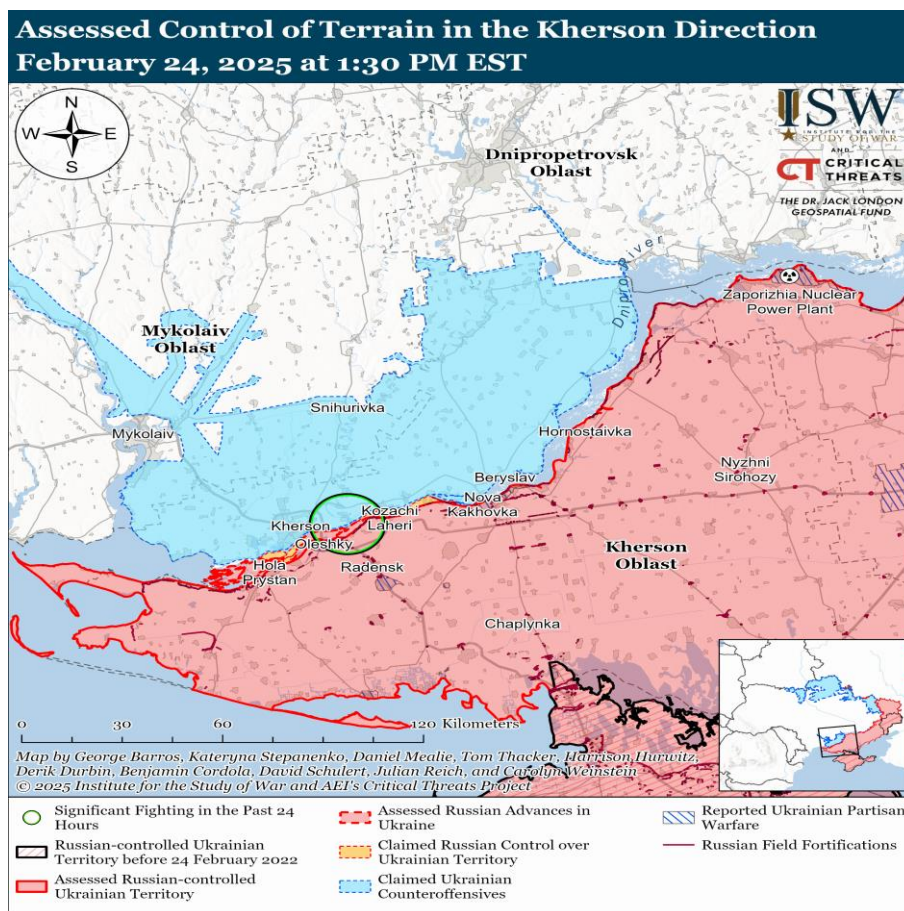 Assessed Control of Terrain in the Kherson Direction
February 24, 2025 at 1:30 PM EST
N
W
E
S
ISW
INSTITUTE FOR THE
STUDY OF WAR
AND
CT CRITICAL
THREATS
THE DR. JACK LONDON
GEOSPATIAL FUND
Dnipropetrovsk
Oblast
Dnipro River
Zaporizhia Nuclear
Power Plant
Mykolaiv
Oblast
Snihurivka
Mykolaiv
Hornostaivka
Nyzhni
Sirohozy
Beryslav
Nova
Kakhovka
Kozachi
Laheri
Kherson
Oleshky
Hola
Prystan
Radensk
Kherson
Oblast
Chaplynka
0
30
60
120 Kilometers
Map by George Barros, Kateryna Stepanenko, Daniel Mealie, Tom Thacker, Harrison Hurwitz,
Derik Durbin, Benjamin Cordola, David Schulert, Julian Reich, and Carolyn Weinstein
© 2025 Institute for the Study of War and AEI's Critical Threats Project
Significant Fighting in the Past 24
Hours
Russian-controlled Ukrainian
Territory before 24 February 2022
Assessed Russian-controlled
Ukrainian Territory
Assessed Russian Advances in
Ukraine
Claimed Russian Control over
Ukrainian Territory
Claimed Ukrainian
Counteroffensives
Reported Ukrainian Partisan
Warfare
Russian Field Fortifications